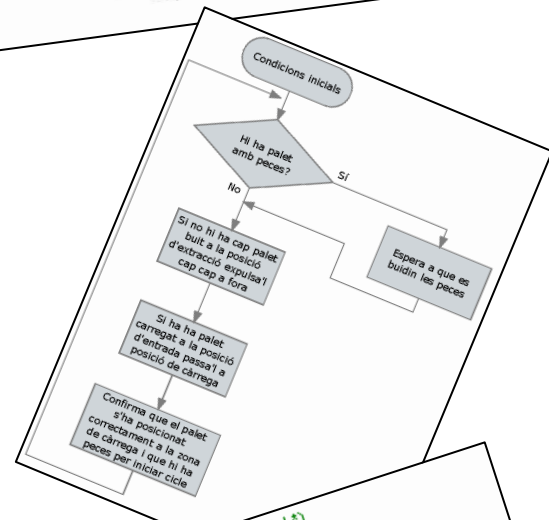 Condicions inicials
Hi ha palet
amb peces?
Sí
No
Espera a que es
buidin les peces
Si no hi ha cap palet
buit a la posició
d'extracció expulsa'l
cap cap a fora
Si ha ha palet
carregat a la posició
d'entrada passa'l a
posició de càrrega
Confirma que el palet
s'ha posicionat
correctament a la zona
de càrrega i que hi ha
peces per iniciar cicle